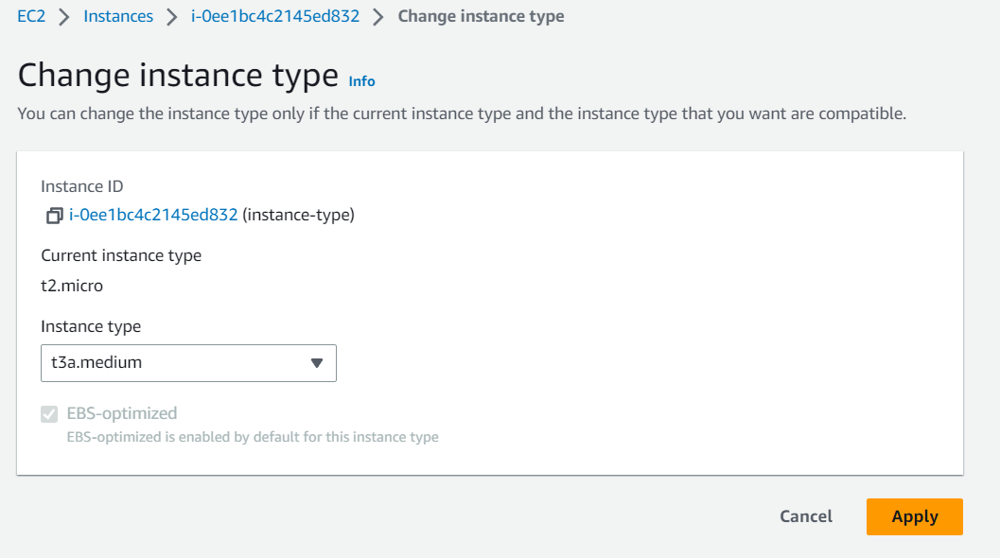 EC2 > Instances > i-0ee1bc4c2145ed832 > Change instance type
Change instance type Info
You can change the instance type only if the current instance type and the instance type that you want are compatible.
Instance ID
i-0ee1bc4c2145ed832 (instance-type)
Current instance type
t2.micro
Instance type
t3a.medium
EBS-optimized
EBS-optimized is enabled by default for this instance type
Cancel Apply